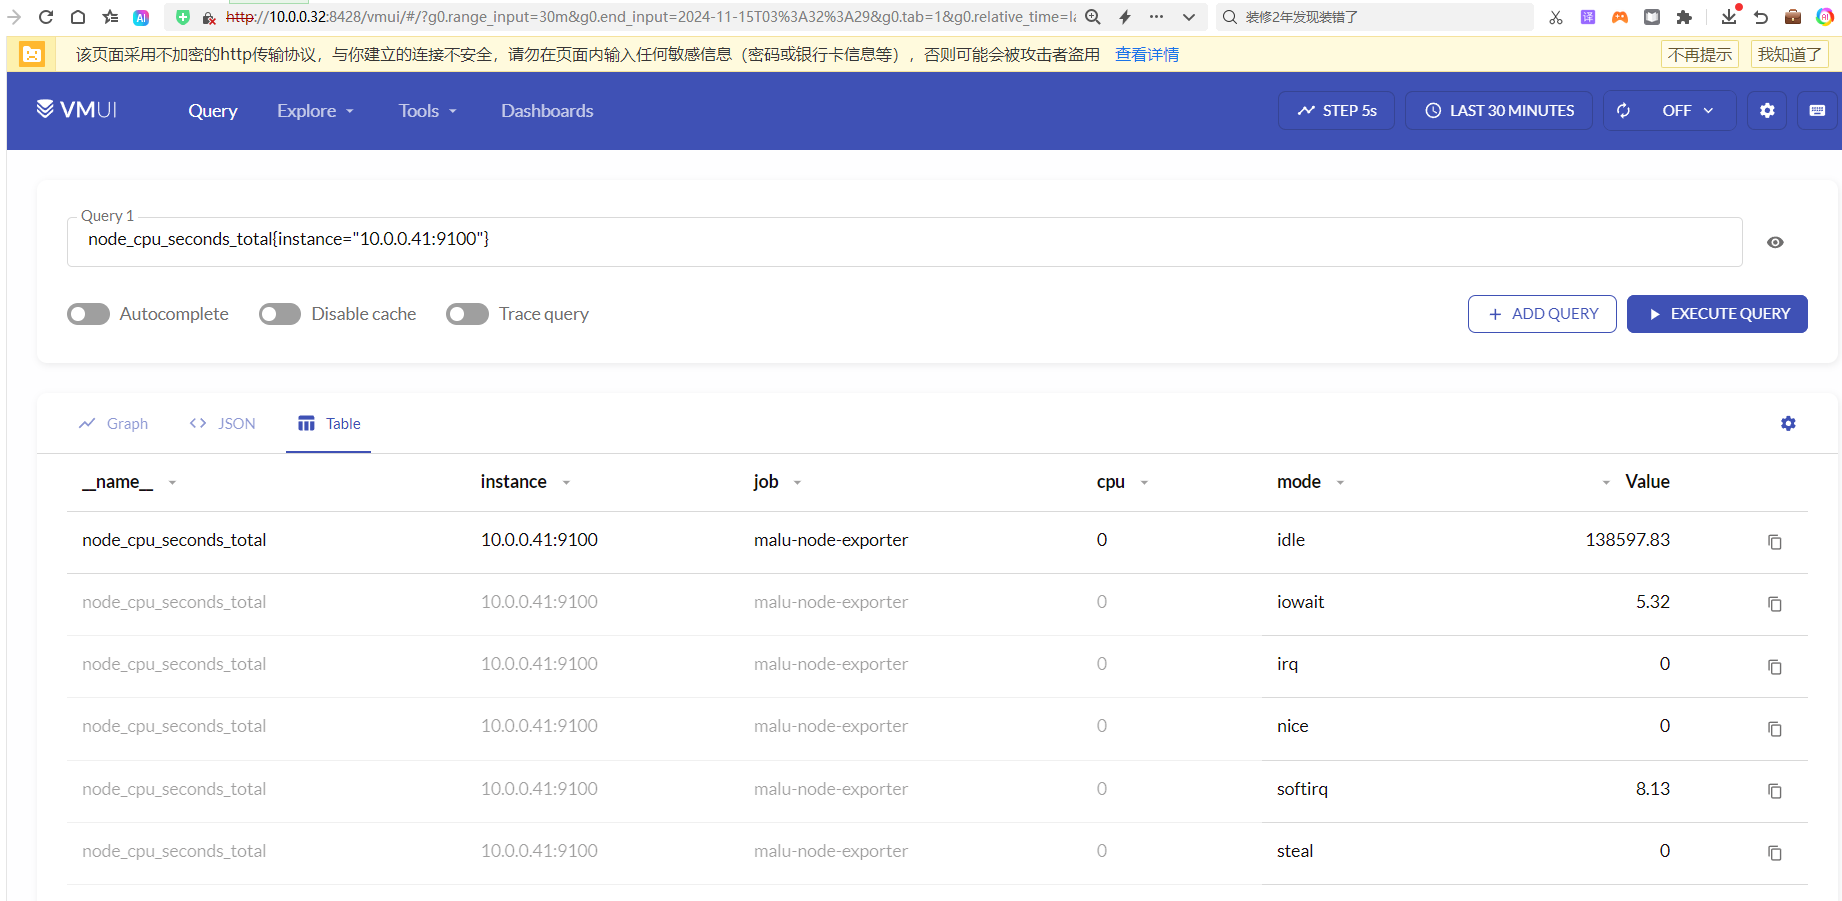 http://10.0.0.32:8428/vmui/#/?g0.range_input=30m&g0.end_input=2024-11-15T03%3A32%3A29&g0.tab=1&g0.relative_time=la
装修2年发现装错了
该页面采用不加密的http传输协议，与你建立的连接不安全，请勿在页面内输入任何敏感信息（密码或银行卡信息等），否则可能会被攻击者盗用 查看详情 不再提示 我知道了
VMUI Query Explore Tools Dashboards STEP 5s LAST 30 MINUTES OFF
Query 1
node_cpu_seconds_total{instance="10.0.0.41:9100"}
Autocomplete Disable cache Trace query ADD QUERY EXECUTE QUERY
Graph JSON Table
__name__ instance job cpu mode Value
node_cpu_seconds_total 10.0.0.41:9100 malu-node-exporter 0 idle 138597.83
node_cpu_seconds_total 10.0.0.41:9100 malu-node-exporter 0 iowait 5.32
node_cpu_seconds_total 10.0.0.41:9100 malu-node-exporter 0 irq 0
node_cpu_seconds_total 10.0.0.41:9100 malu-node-exporter 0 nice 0
node_cpu_seconds_total 10.0.0.41:9100 malu-node-exporter 0 softirq 8.13
node_cpu_seconds_total 10.0.0.41:9100 malu-node-exporter 0 steal 0